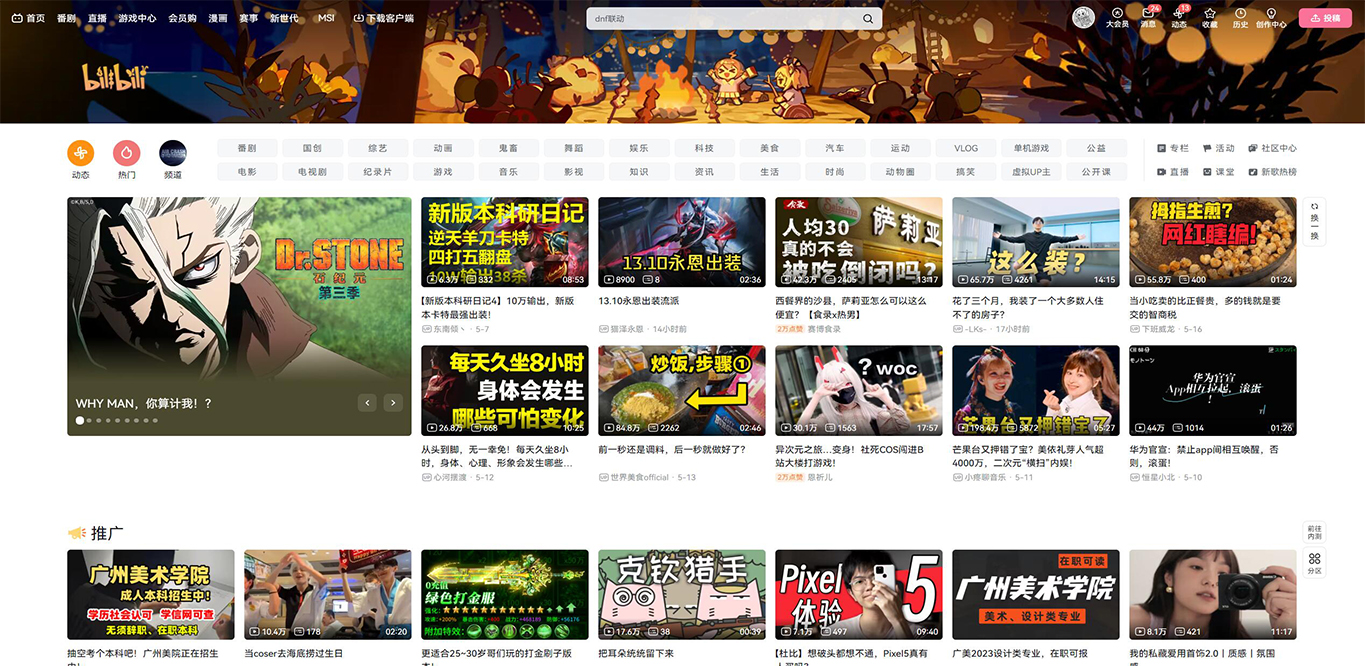 首页 番剧 直播 游戏中心 会员购 漫画 赛事 新世代 MSI 下载客户端
dnf联动
大会员 消息 24 动态 13 收藏 历史 创作中心 投稿
bilibili
动态 热门 频道
番剧 国创 综艺 动画 鬼畜 舞蹈 娱乐 科技 美食 汽车 运动 VLOG 单机游戏 公益
电影 电视剧 纪录片 游戏 音乐 影视 知识 资讯 生活 时尚 动物圈 搞笑 虚拟UP主 公开课
专栏 活动 社区中心
直播 课堂 新歌热榜
Dr.STONE
石纪元
第三季
WHY MAN，你算计我！？
新版本科研日记
逆天羊刀卡特
四打五翻盘
10W输出38杀
6.3万 332 08:53
【新版本科研日记4】10万输出，新版
本卡特最强出装！
东南倾丶 · 5-7
13.10永恩出装
8900 8 02:36
13.10永恩出装流派
猫泽永恩 · 14小时前
人均30
萨莉亚
真的不会
被吃倒闭吗?
42.3万 2405 13:17
西餐界的沙县，萨莉亚怎么可以这么
便宜？【食录x热男】
2万点赞 赛博食录
这么装?
65.7万 4261 14:15
花了三个月，我装了一个大多数人住
不了的房子?
-LKs- · 17小时前
拇指生煎?
网红瞎编!
55.8万 400 01:24
当小吃卖的比正餐贵，多的钱就是要
交的智商税
下班威龙 · 5-16
换一换
每天久坐8小时
身体会发生
哪些可怕变化
26.8万 668 10:25
从头到脚，无一幸免！每天久坐8小
时，身体、心理、形象会发生哪些...
心河摆渡 · 5-12
炒饭,步骤①
84.8万 2262 02:46
前一秒还是调料，后一秒就做好了?
世界美食official · 5-13
? woc
30.1万 1563 17:57
异次元之旅...变身！社死COS闯进B
站大楼打游戏！
2万点赞 恩祈儿
芒果台又押错宝了
198.4万 5872 05:27
芒果台又押错了宝？美依礼芽人气超
4000万，二次元“横扫”内娱！
小疼聊音乐 · 5-11
モノトーン
华为官宣
App相互拉起，滚蛋
！
44万 1014 01:26
华为官宣：禁止app间相互唤醒，否
则，滚蛋！
恒星小北 · 5-10
推广
前往
内测
分区
广州美术学院
成人本科招生中!
学历社会认可 学信网可查
无须辞职、在职本科
抽空考个本科吧！广州美院正在招生
中!
10.4万 178 02:20
当coser去海底捞过生日
0充值
绿色打金服
附加特效:
更适合25~30岁哥们玩的打金刷子版
本!
克钦猎手
17.6万 38 00:39
把耳朵统统留下来
Pixel 5
体验
7.1万 497 09:40
【杜比】想破头都想不通，Pixel5真有
人买吗?
在职可读
广州美术学院
美术、设计类专业
广美2023设计类专业，在职可报
8.1万 421 11:17
我的私藏爱用首饰2.0丨质感丨氛围
感